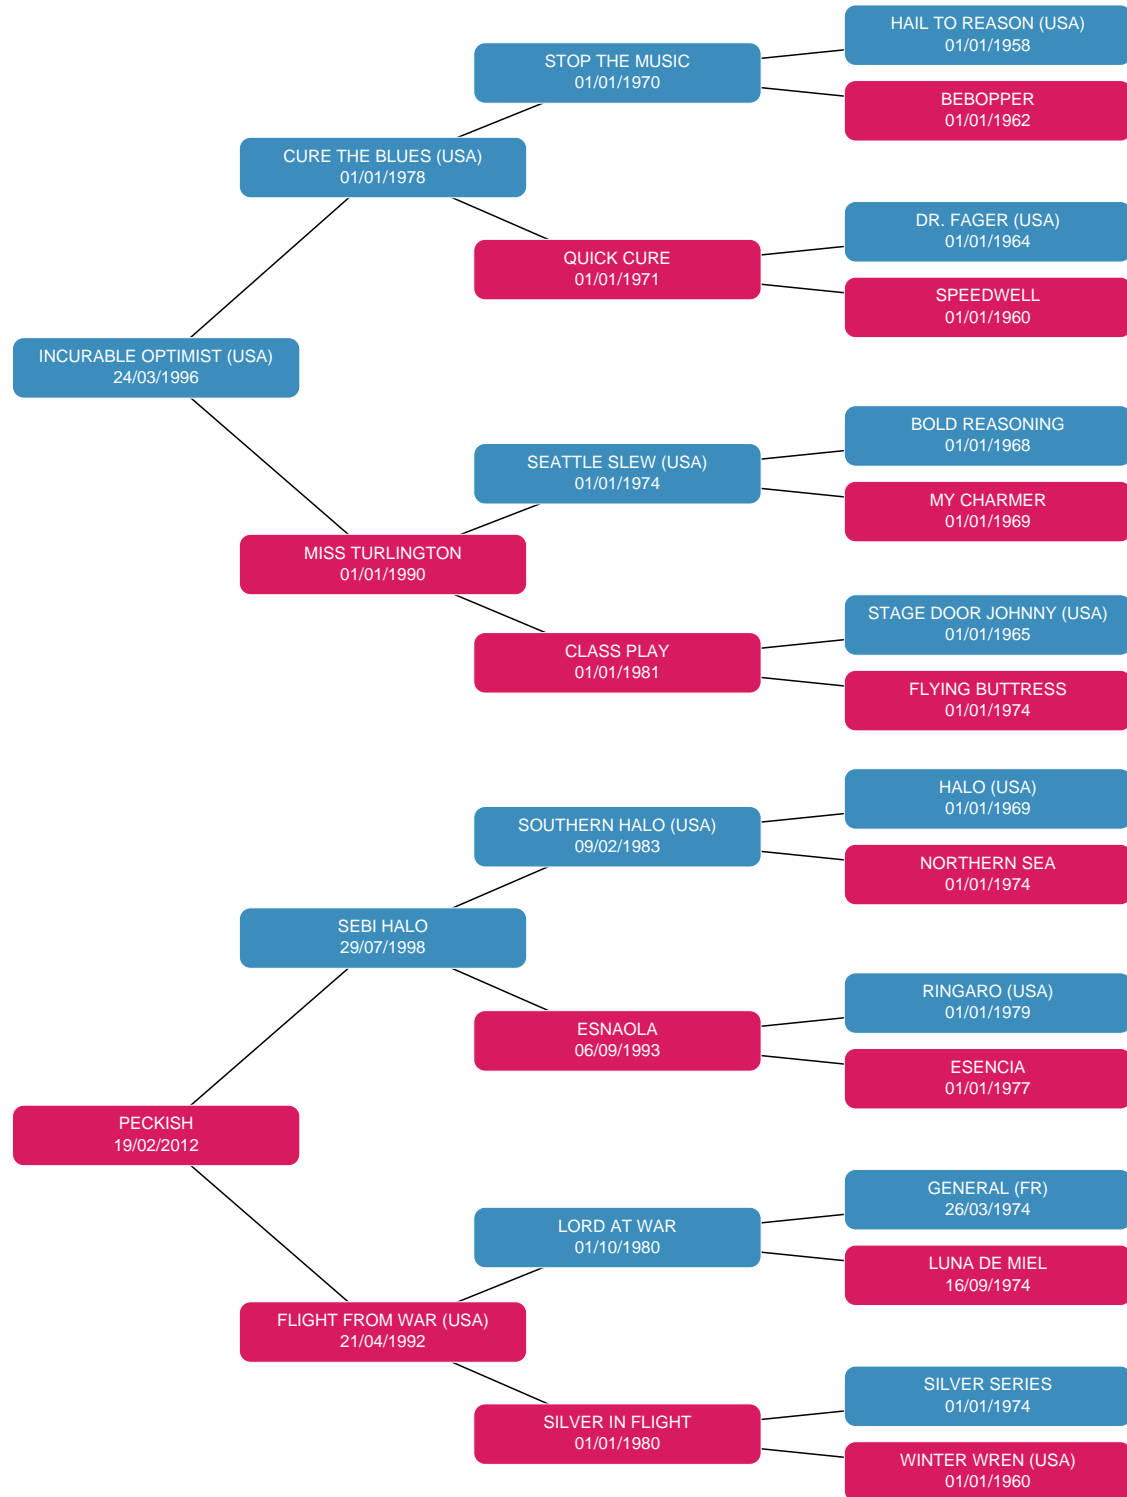 HAIL TO REASON (USA)
01/01/1958
STOP THE MUSIC
01/01/1970
BEBOPPER
01/01/1962
CURE THE BLUES (USA)
01/01/1978
DR. FAGER (USA)
01/01/1964
QUICK CURE
01/01/1971
SPEEDWELL
01/01/1960
INCURABLE OPTIMIST (USA)
24/03/1996
BOLD REASONING
01/01/1968
SEATTLE SLEW (USA)
01/01/1974
MY CHARMER
01/01/1969
MISS TURLINGTON
01/01/1990
STAGE DOOR JOHNNY (USA)
01/01/1965
CLASS PLAY
01/01/1981
FLYING BUTTRESS
01/01/1974
HALO (USA)
01/01/1969
SOUTHERN HALO (USA)
09/02/1983
NORTHERN SEA
01/01/1974
SEBI HALO
29/07/1998
RINGARO (USA)
01/01/1979
ESNAOLA
06/09/1993
ESENCIA
01/01/1977
PECKISH
19/02/2012
GENERAL (FR)
26/03/1974
LORD AT WAR
01/10/1980
LUNA DE MIEL
16/09/1974
FLIGHT FROM WAR (USA)
21/04/1992
SILVER SERIES
01/01/1974
SILVER IN FLIGHT
01/01/1980
WINTER WREN (USA)
01/01/1960